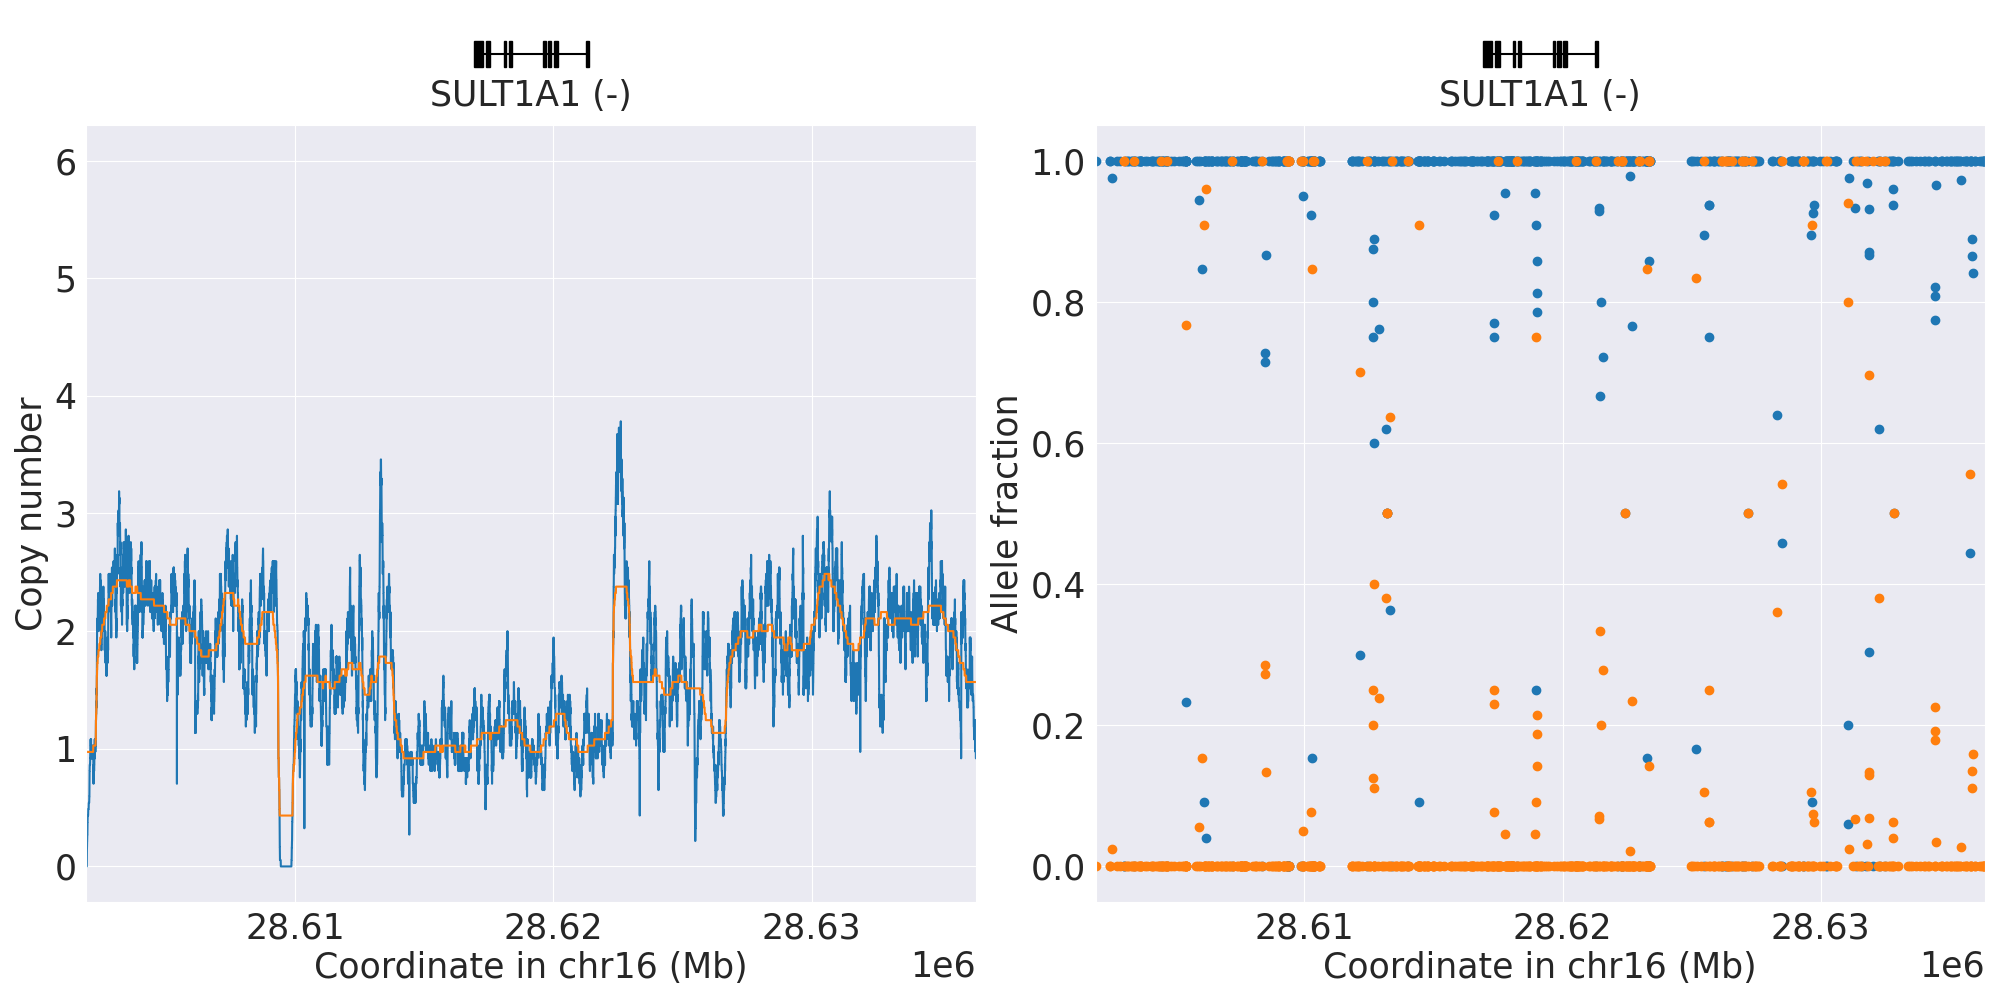 SULT1A1 (-)
6
5
4
3
2
1
0
Copy number
28.61
28.62
28.63
Coordinate in chr16 (Mb)
1e6
SULT1A1 (-)
1.0
0.8
0.6
0.4
0.2
0.0
Allele fraction
28.61
28.62
28.63
Coordinate in chr16 (Mb)
1e6